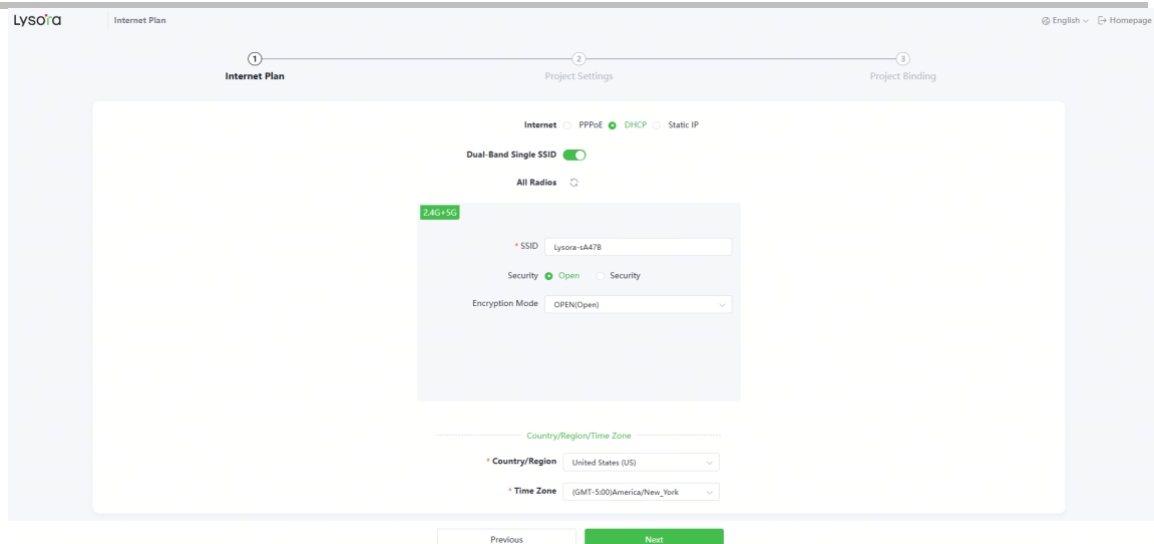 Lysora Internet Plan English Homepage
1 2 3
Internet Plan Project Settings Project Binding
Internet PPPoE DHCP Static IP
Dual-Band Single SSID
All Radios
2.4G+5G
* SSID Lysora-sA47B
Security Open Security
Encryption Mode OPEN(Open)
Country/Region/Time Zone
* Country/Region United States (US)
* Time Zone (GMT-5:00)America/New_York
Previous Next